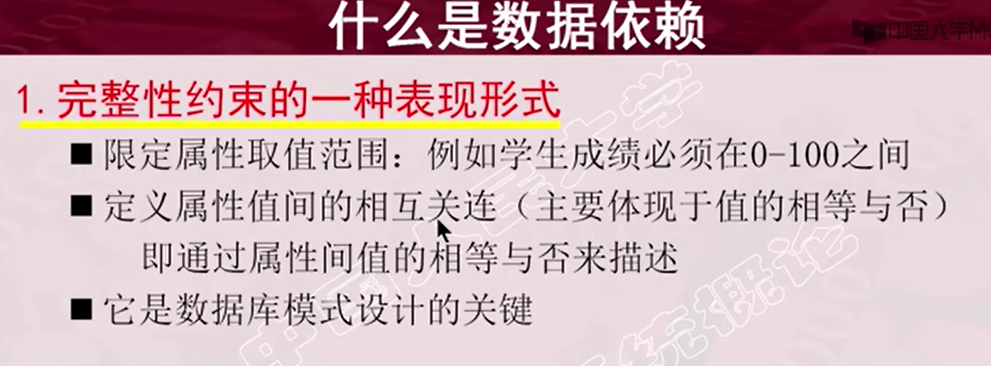 什么是数据依赖
中国大学M
1.完整性约束的一种表现形式
■ 限定属性取值范围：例如学生成绩必须在0-100之间
■ 定义属性值间的相互关连（主要体现于值的相等与否）
即通过属性间值的相等与否来描述
■ 它是数据库模式设计的关键